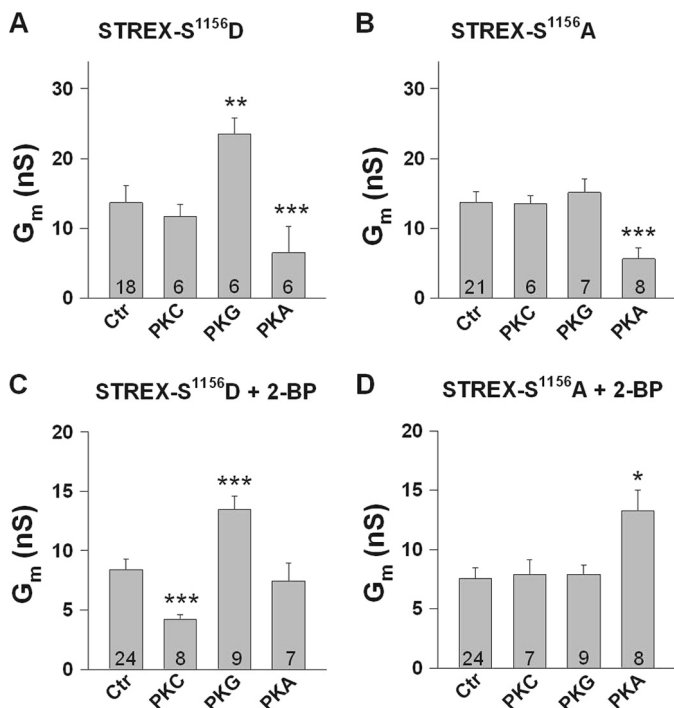 A STREX-S¹¹⁵⁶D
Gₘ (nS)
30
20
10
0
18 6 6 6
** ***
Ctr PKC PKG PKA
B STREX-S¹¹⁵⁶A
Gₘ (nS)
30
20
10
0
21 6 7 8
***
Ctr PKC PKG PKA
C STREX-S¹¹⁵⁶D + 2-BP
Gₘ (nS)
20
15
10
5
0
24 8 9 7
*** ***
Ctr PKC PKG PKA
D STREX-S¹¹⁵⁶A + 2-BP
Gₘ (nS)
20
15
10
5
0
24 7 9 8
*
Ctr PKC PKG PKA